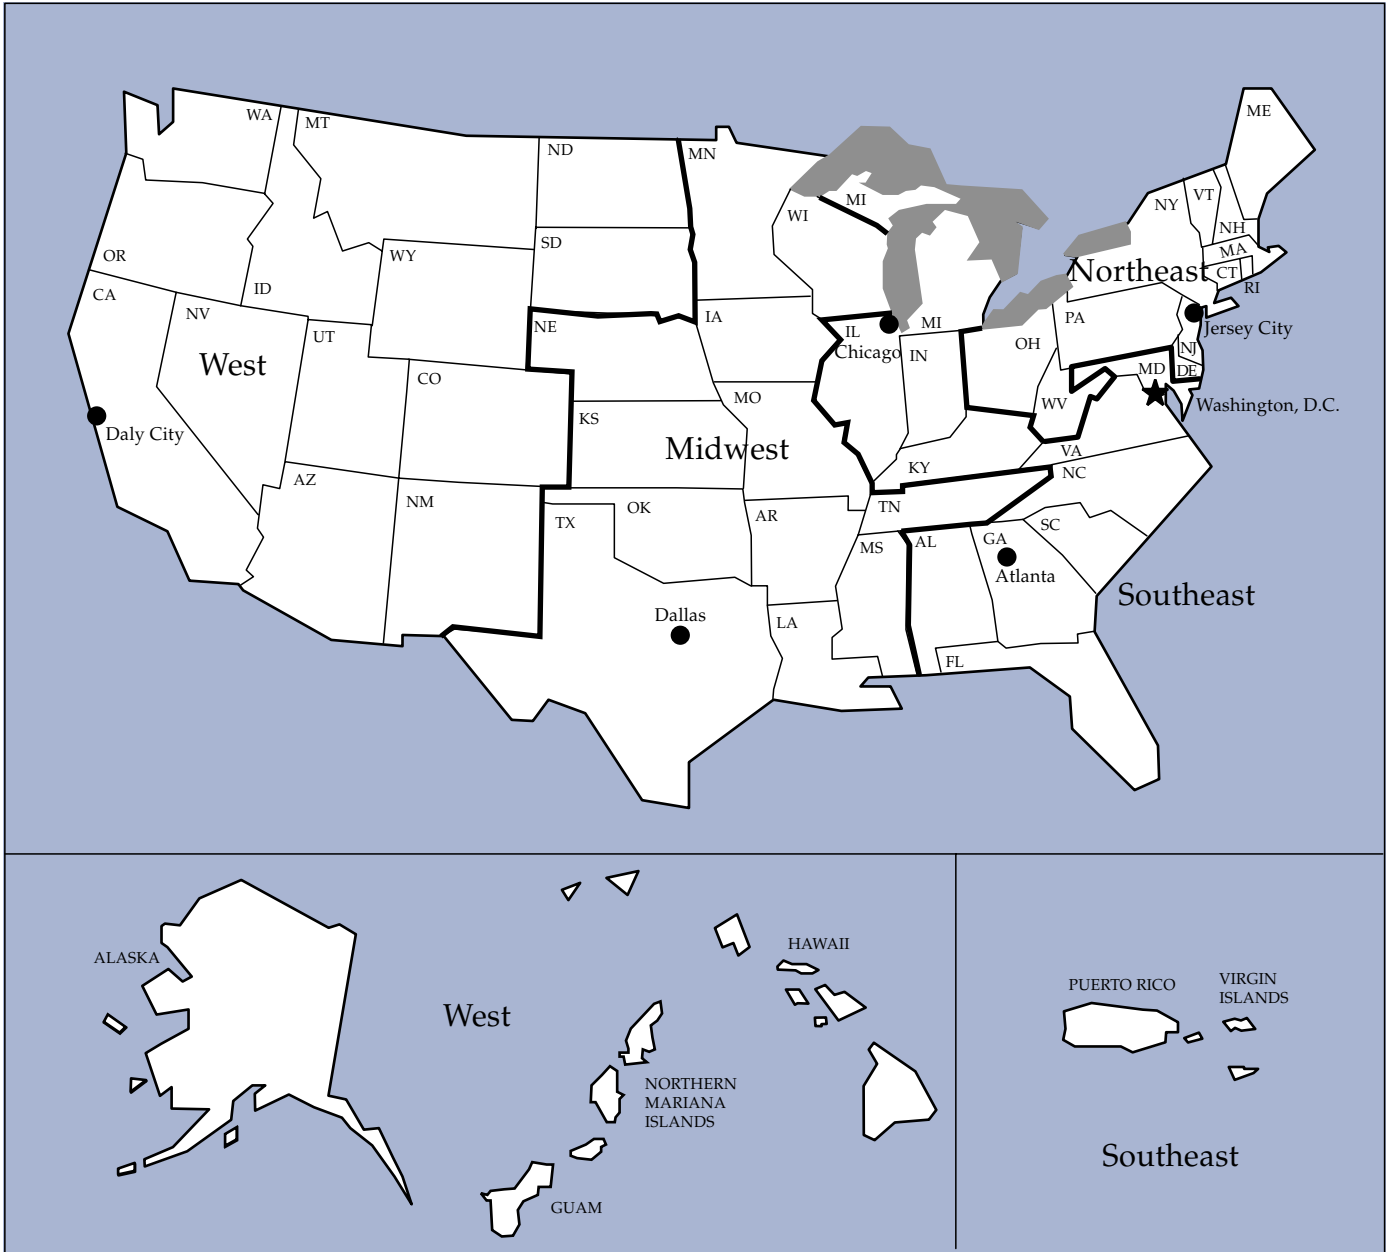 ME
WA
MT
ND
MN
MI
WI
VT
NY
NH
MA
OR
WY
SD
Northeast
CT
RI
ID
CA
NV
UT
NE
IA
IL
MI
PA
Jersey City
Chicago
IN
OH
NJ
West
CO
MO
MD
DE
KS
WV
Washington, D.C.
Daly City
Midwest
VA
KY
NC
AZ
NM
OK
TX
AR
TN
SC
MS
AL
GA
Atlanta
Southeast
Dallas
LA
FL
ALASKA
HAWAII
West
NORTHERN
MARIANA
ISLANDS
GUAM
PUERTO RICO
VIRGIN
ISLANDS
Southeast